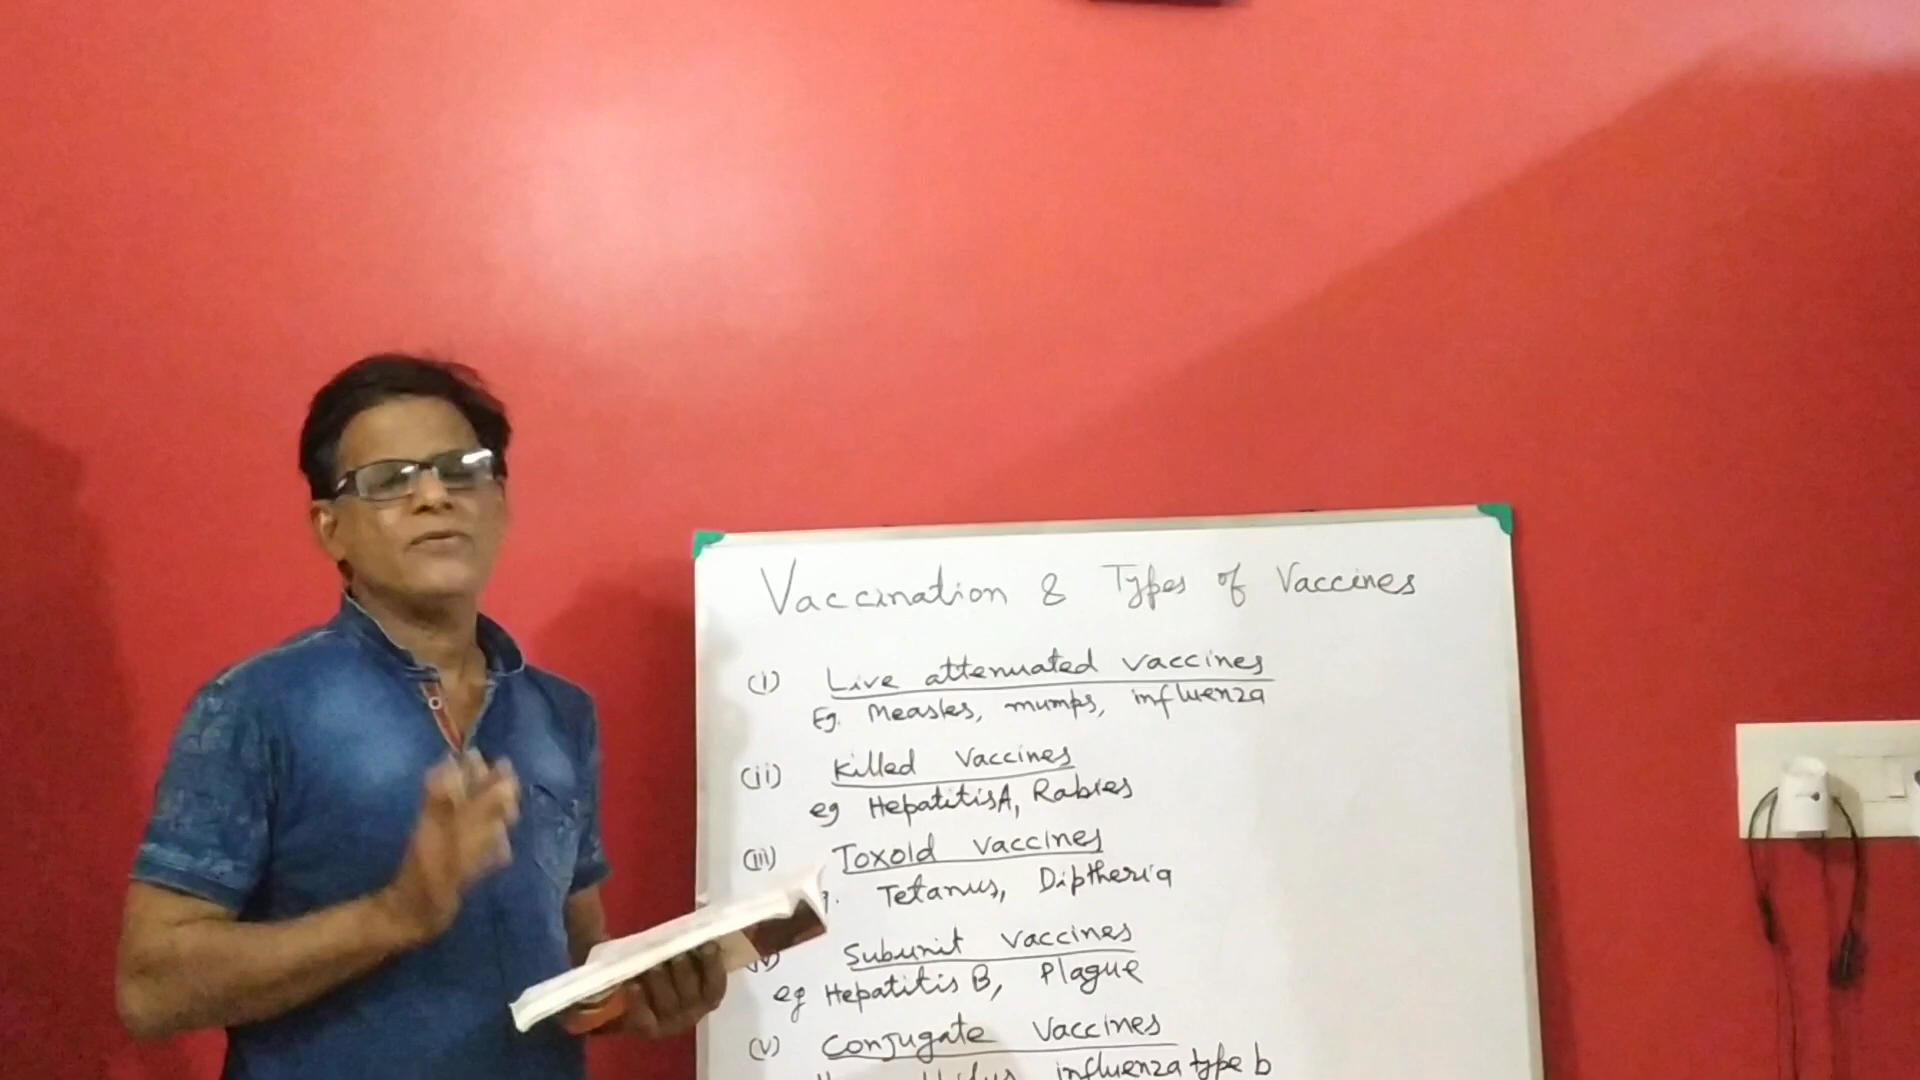 Vaccination & Types of Vaccines
(i) Live attenuated vaccines
Eg. Measles, mumps, influenza
(ii) Killed Vaccines
eg Hepatitis A, Rabies
(iii) Toxoid vaccines
Tetanus, Diptheria
Subunit vaccines
eg Hepatitis B, Plague
(v) Conjugate Vaccines
influenza type b